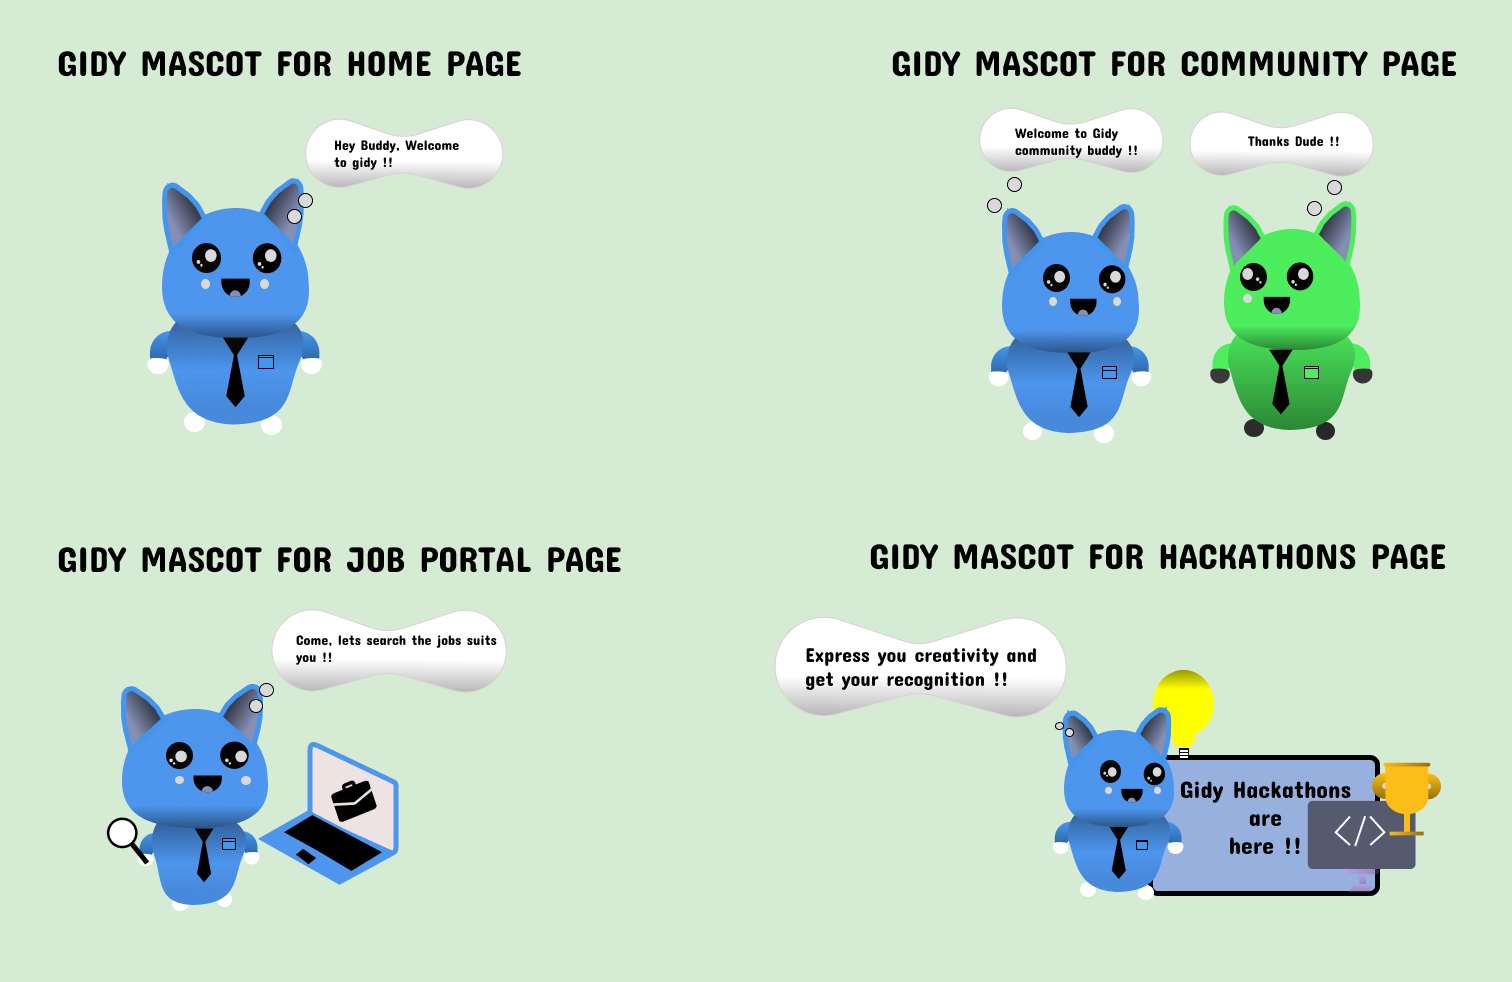 GIDY MASCOT FOR HOME PAGE
Hey Buddy, Welcome
to gidy !!
GIDY MASCOT FOR COMMUNITY PAGE
Welcome to Gidy
community buddy !!
Thanks Dude !!
GIDY MASCOT FOR JOB PORTAL PAGE
Come, lets search the jobs suits
you !!
GIDY MASCOT FOR HACKATHONS PAGE
Express you creativity and
get your recognition !!
Gidy Hackathons
are
here !!
</>